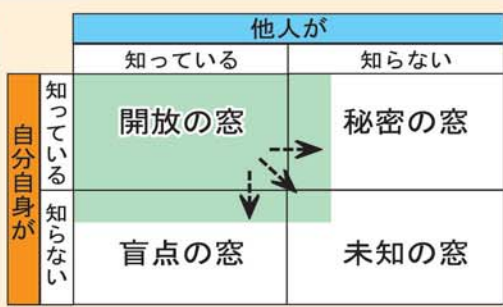 他人が
知っている
知らない
自分自身が
知っている
開放の窓
秘密の窓
知らない
盲点の窓
未知の窓